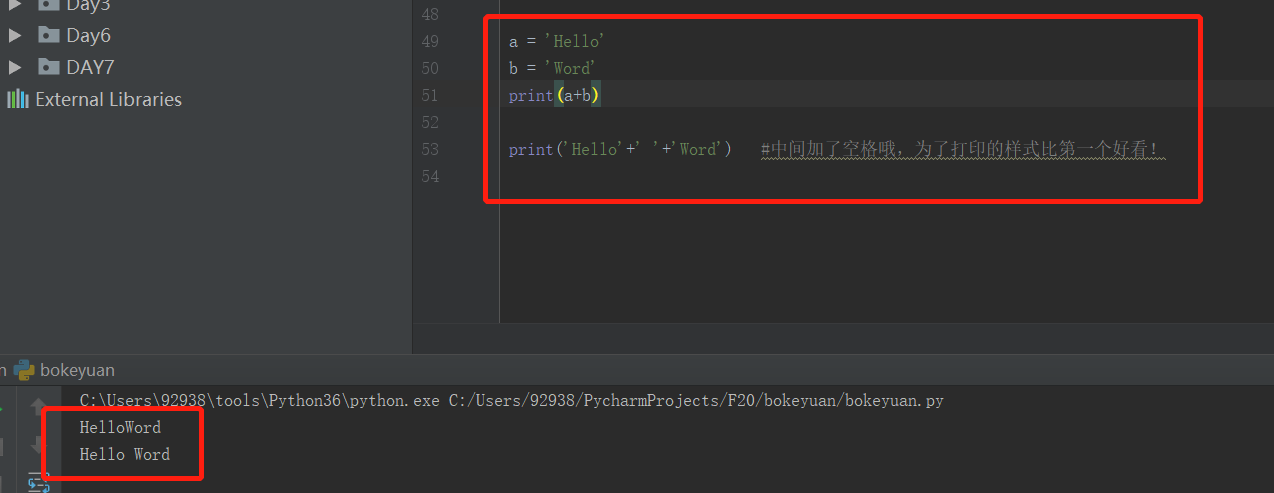 Day3
Day6
DAY7
External Libraries
48
49 a = 'Hello'
50 b = 'Word'
51 print(a+b)
52
53 print('Hello'+' '+'Word') #中间加了空格哦，为了打印的样式比第一个好看！
54
n bokeyuan
C:\Users\92938\tools\Python36\python.exe C:/Users/92938/PycharmProjects/F20/bokeyuan/bokeyuan.py
HelloWord
Hello Word